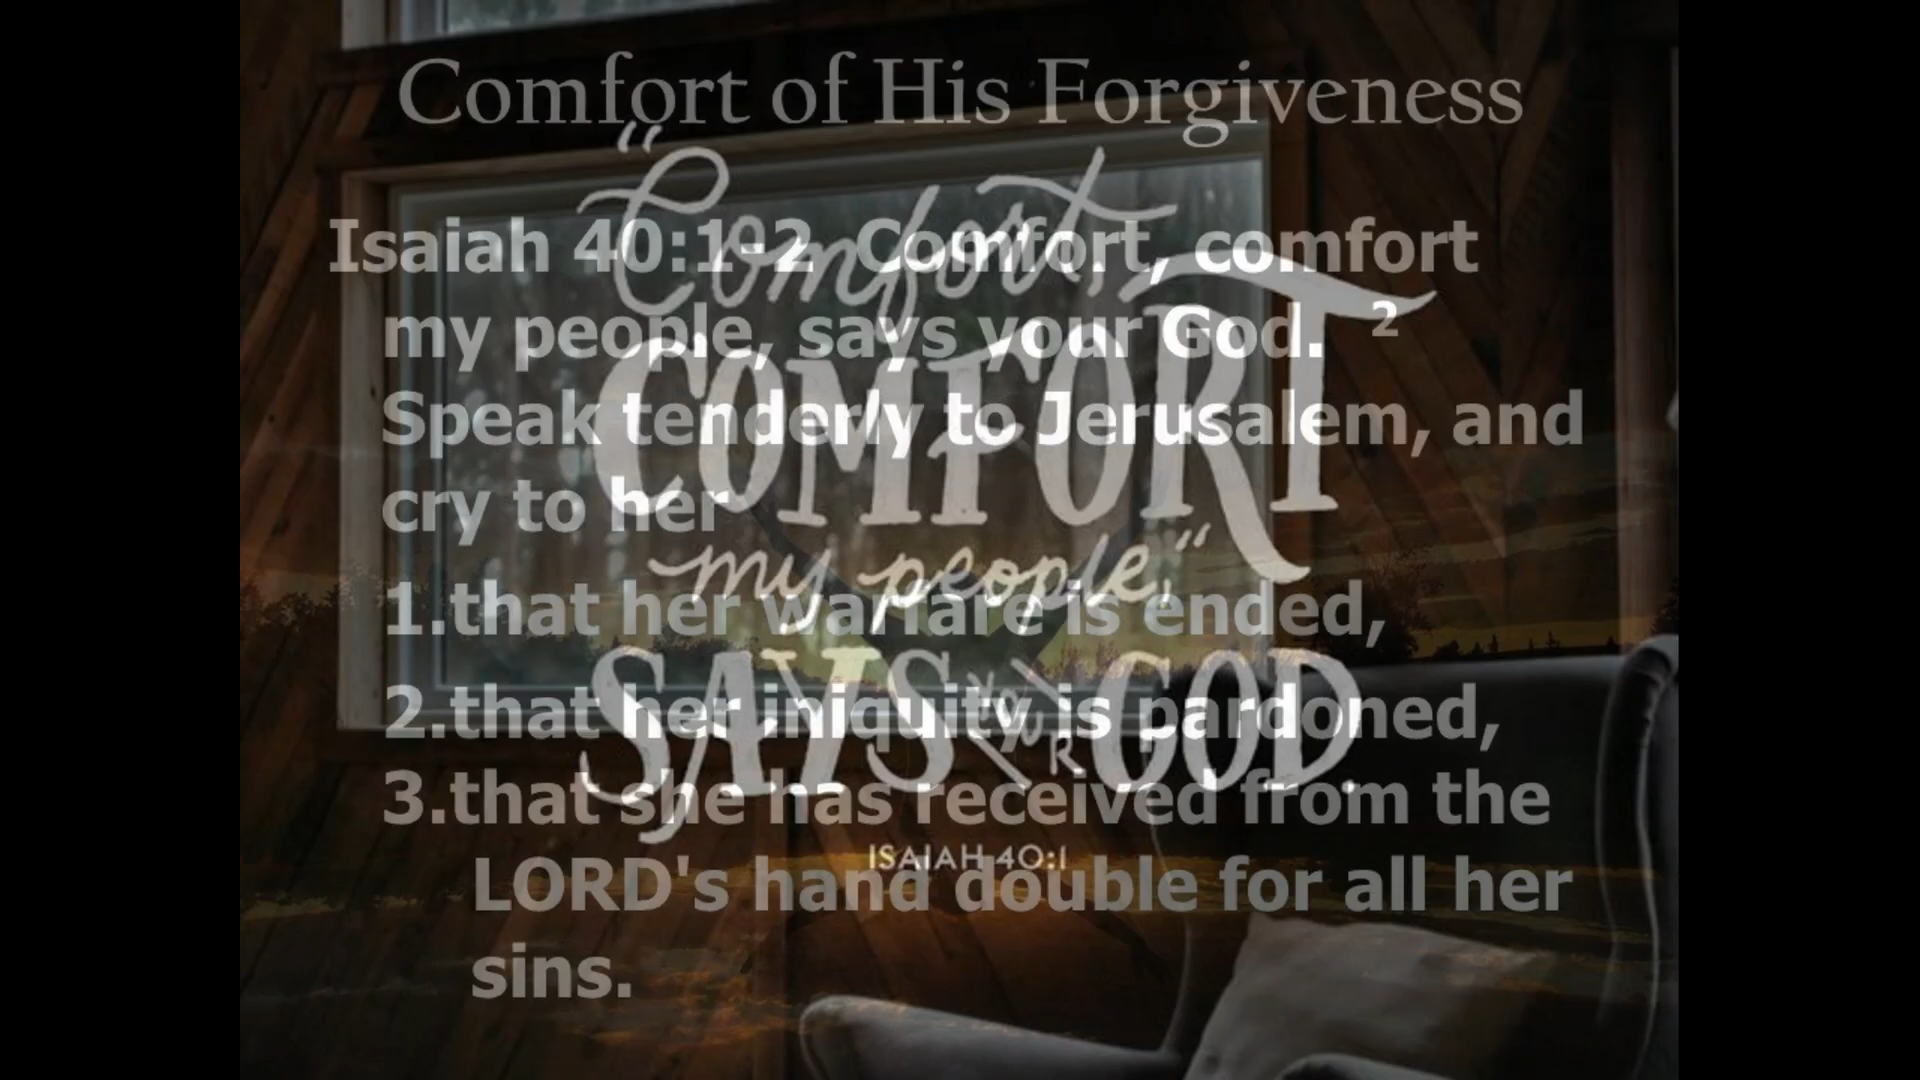 Comfort of His Forgiveness
Isaiah 40:1-2 Comfort, comfort
my people, says your God. ²
Speak tenderly to Jerusalem, and
cry to her
1.that her warfare is ended,
2.that her iniquity is pardoned,
3.that she has received from the
LORD's hand double for all her
sins.
“Comfort,
COMFORT
my people,”
SAYS YOUR GOD.
ISAIAH 40:1